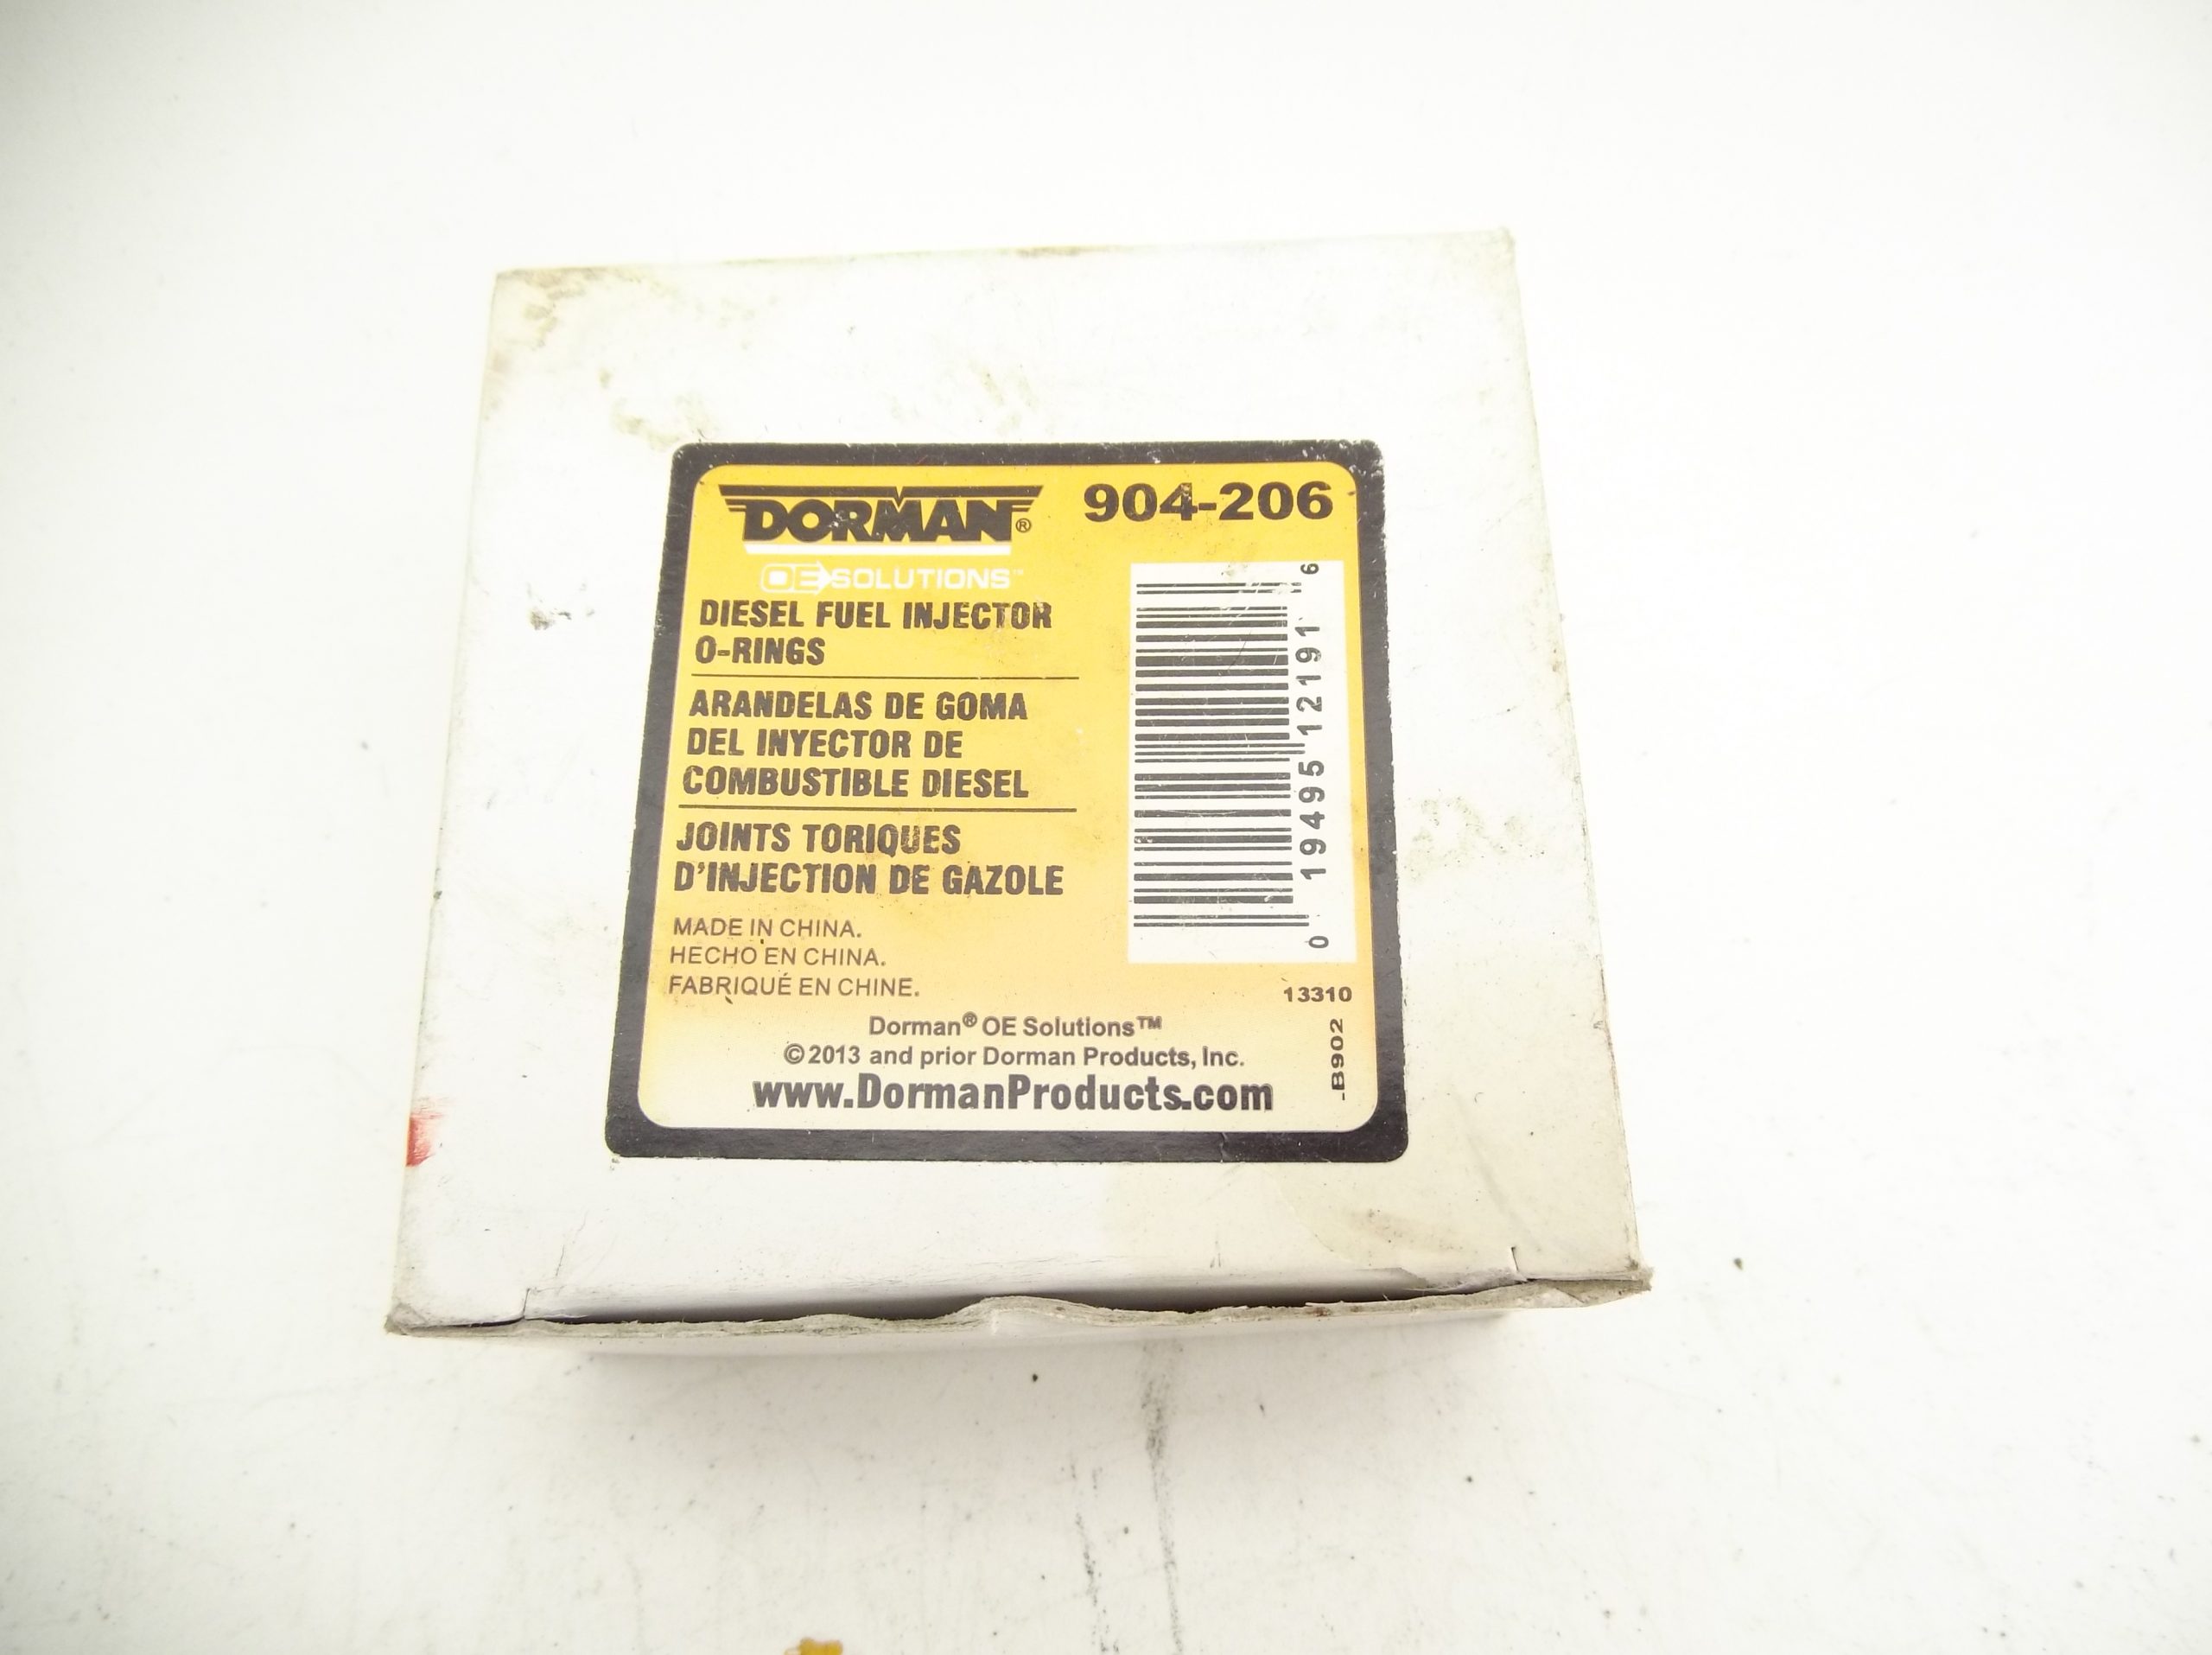 DORMAN®
904-206
OE SOLUTIONS™
DIESEL FUEL INJECTOR
O-RINGS
ARANDELAS DE GOMA
DEL INYECTOR DE
COMBUSTIBLE DIESEL
JOINTS TORIQUES
D'INJECTION DE GAZOLE
MADE IN CHINA.
HECHO EN CHINA.
FABRIQUÉ EN CHINE.
0 19495 12191 6
13310
-B902
Dorman® OE Solutions™
©2013 and prior Dorman Products, Inc.
www.DormanProducts.com